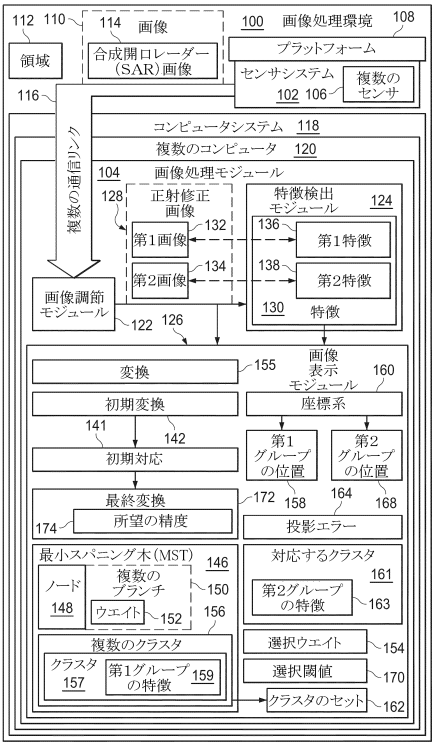 100 画像処理環境
110
画像
112
領域
114
合成開口レーダー
(SAR)画像
108
プラットフォーム
センサシステム
102
106
複数の
センサ
116
複数の通信リンク
コンピュータシステム 118
複数のコンピュータ 120
画像処理モジュール
104
128
正射修正
画像
132
第1画像
134
第2画像
特徴検出
モジュール 124
136
第1特徴
138
第2特徴
130
特徴
画像調節
モジュール
122
126
画像
表示
モジュール
変換
155
160
座標系
初期変換
141
142
初期対応
第1
グループ
の位置
158
第2
グループ
の位置
168
最終変換
172
174
所望の精度
164
投影エラー
最小スパニング木(MST)
146
ノード
148
複数の
ブランチ
150
ウエイト
152
対応するクラスタ
161
第2グループ
の特徴
163
156
複数のクラスタ
クラスタ
157
第1グループ
の特徴
159
選択ウエイト
154
選択閾値
170
クラスタのセット
162